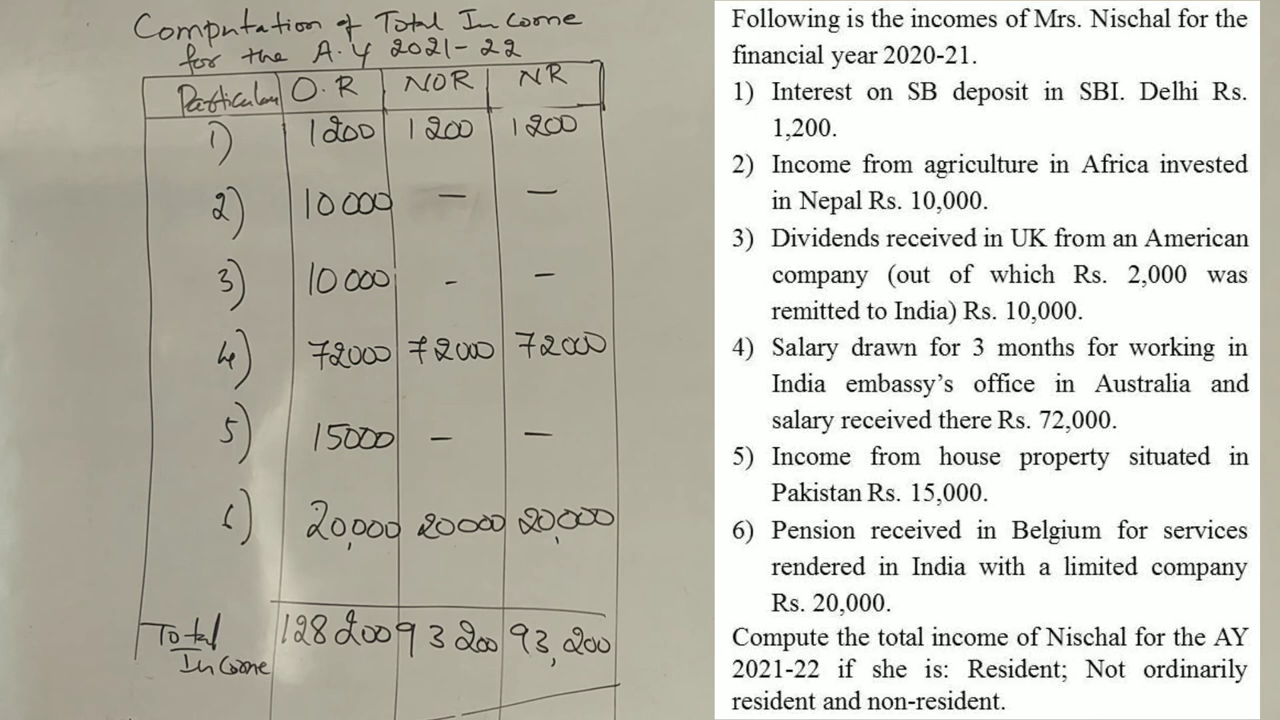 Computation of Total Income
for the A.Y 2021-22
Particulars O.R NOR NR
1) 1200 1200 1200
2) 10000 — —
3) 10000 - —
4) 72000 72000 72000
5) 15000 — —
6) 20,000 20000 20,000
Total Income 128200 93200 93,200
Following is the incomes of Mrs. Nischal for the
financial year 2020-21.
1) Interest on SB deposit in SBI. Delhi Rs.
1,200.
2) Income from agriculture in Africa invested
in Nepal Rs. 10,000.
3) Dividends received in UK from an American
company (out of which Rs. 2,000 was
remitted to India) Rs. 10,000.
4) Salary drawn for 3 months for working in
India embassy’s office in Australia and
salary received there Rs. 72,000.
5) Income from house property situated in
Pakistan Rs. 15,000.
6) Pension received in Belgium for services
rendered in India with a limited company
Rs. 20,000.
Compute the total income of Nischal for the AY
2021-22 if she is: Resident; Not ordinarily
resident and non-resident.